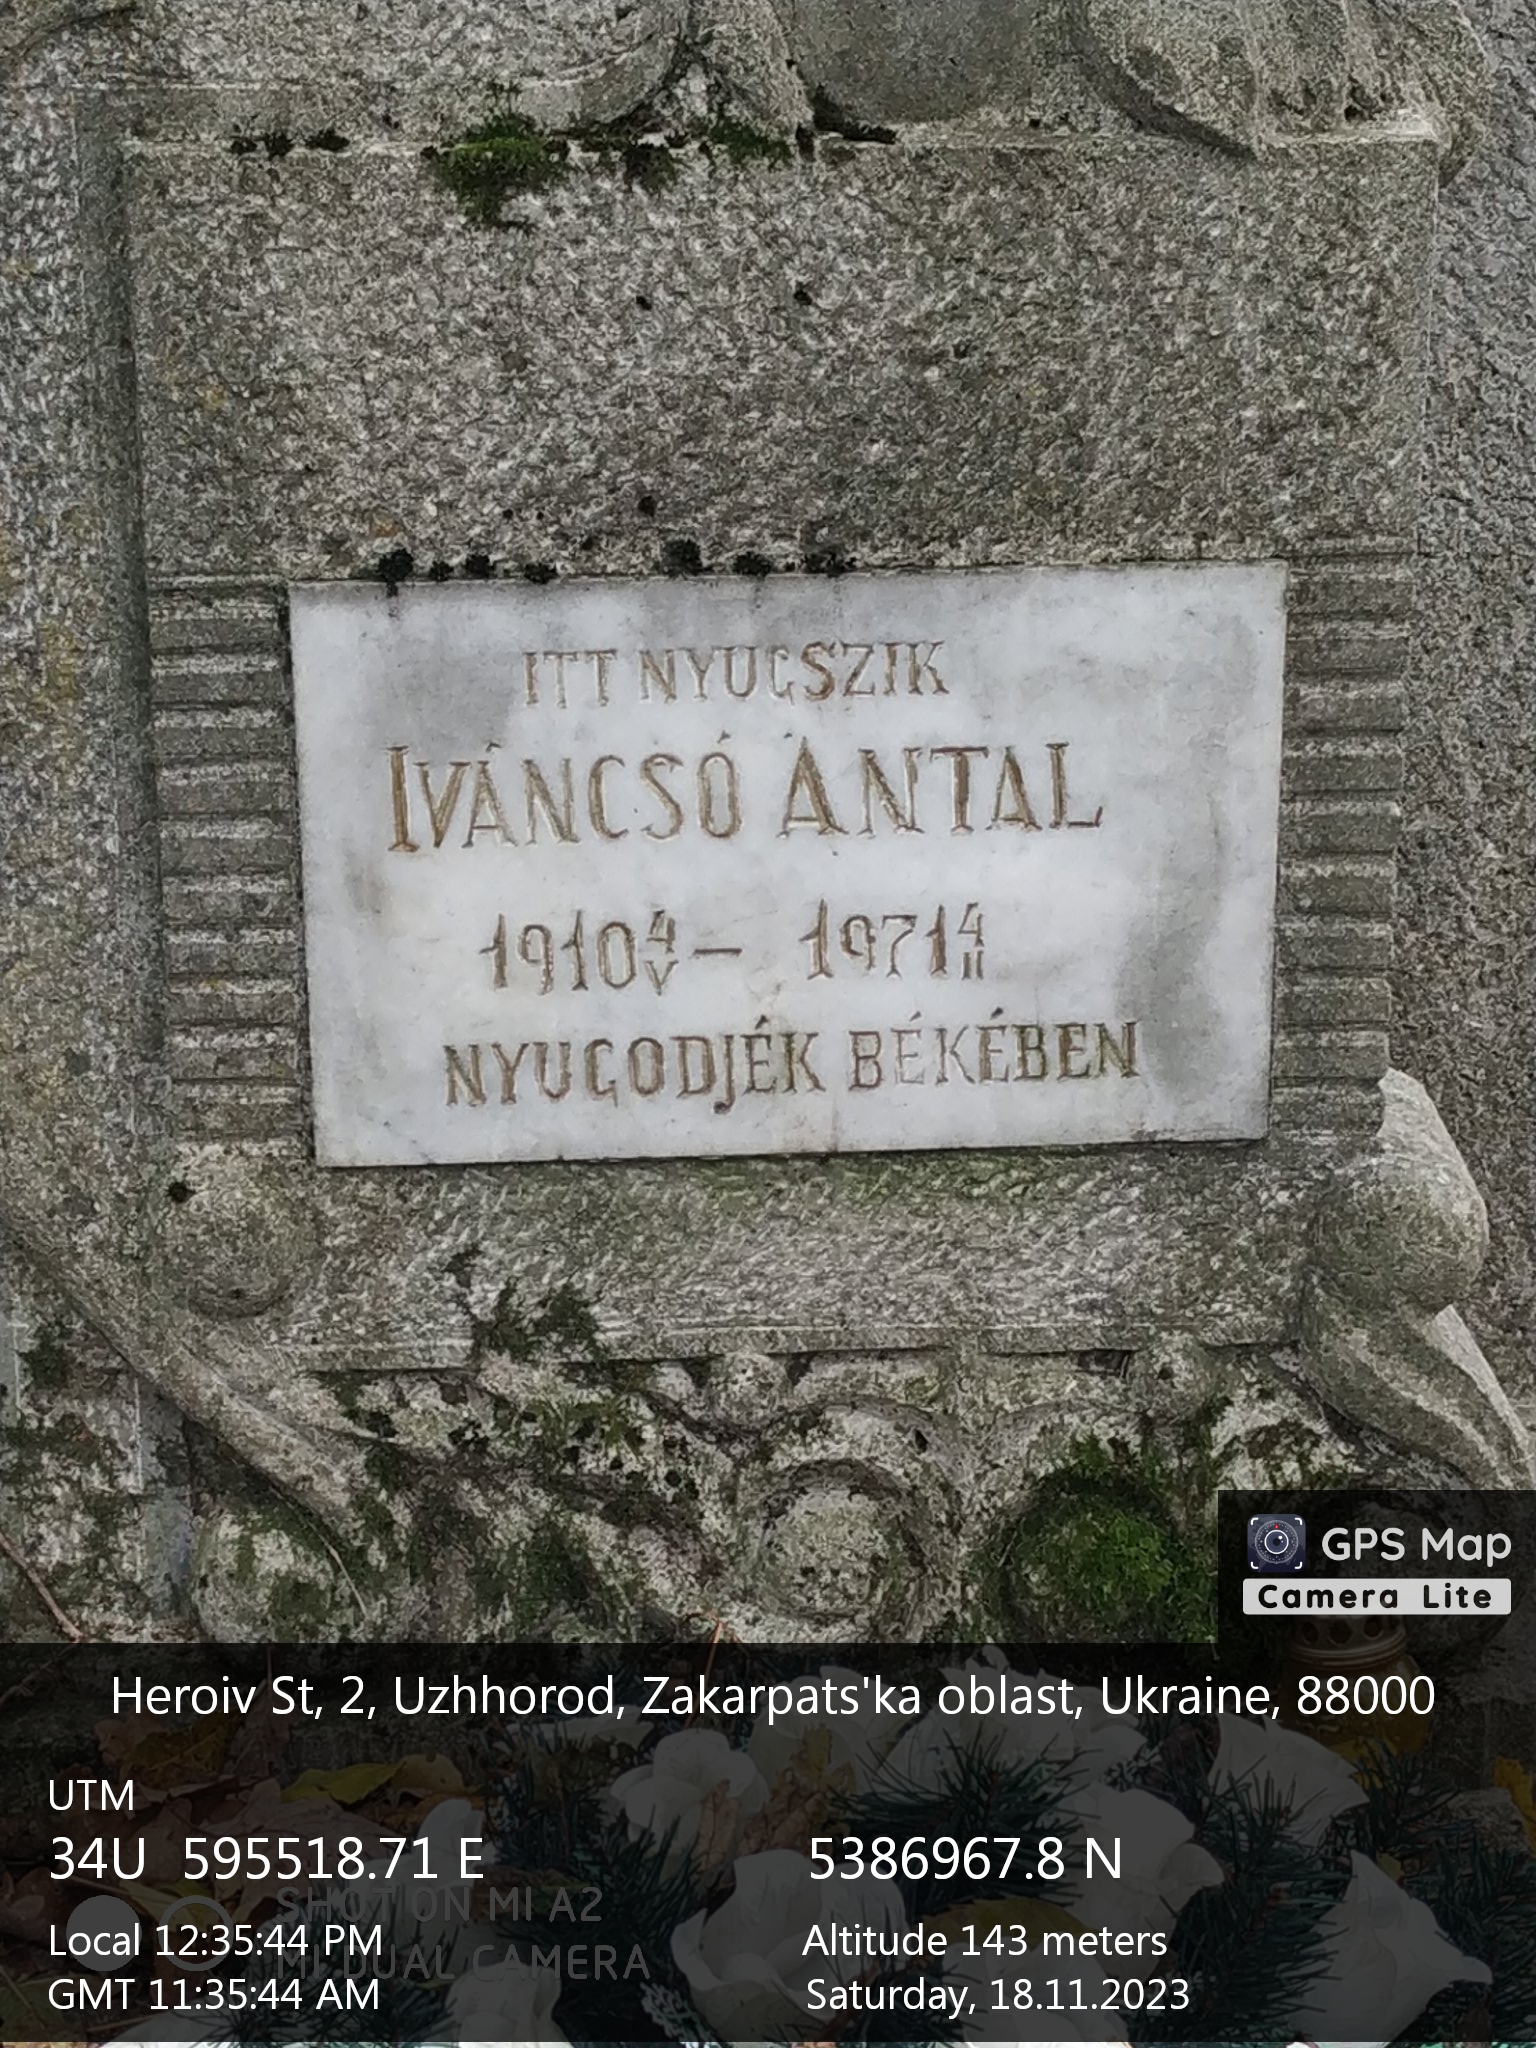 ITT NYUGSZIK
IVÁNCSÓ ANTAL
1910 4/V – 1971 4/II
NYUGODJÉK BÉKÉBEN
GPS Map
Camera Lite
Heroiv St, 2, Uzhhorod, Zakarpats'ka oblast, Ukraine, 88000
UTM
34U 595518.71 E 5386967.8 N
SHOT ON MI A2
Local 12:35:44 PM Altitude 143 meters
MI DUAL CAMERA
GMT 11:35:44 AM Saturday, 18.11.2023